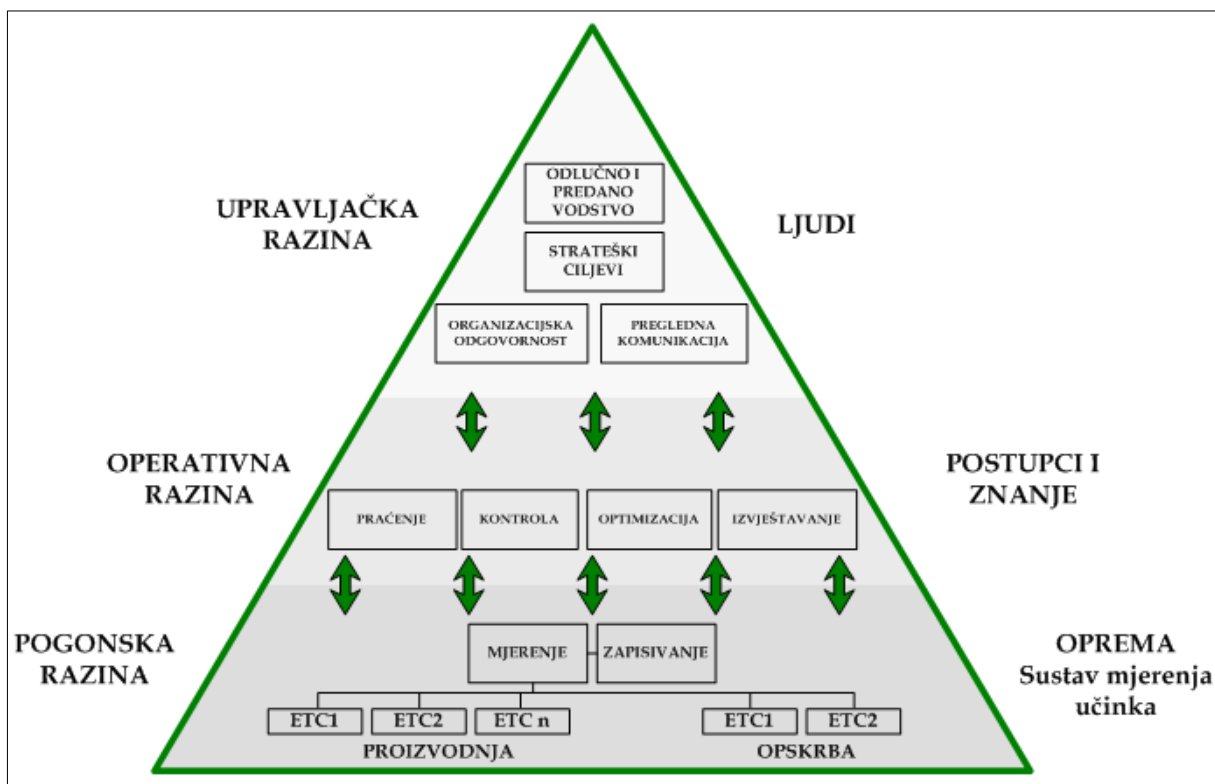 ODLUČNO I
PREDANO
VODSTVO
UPRAVLJAČKA
RAZINA
LJUDI
STRATEŠKI
CILJEVI
ORGANIZACIJSKA
ODGOVORNOST
PREGLEDNA
KOMUNIKACIJA
OPERATIVNA
RAZINA
POSTUPCI I
ZNANJE
PRAĆENJE
KONTROLA
OPTIMIZACIJA
IZVJEŠTAVANJE
POGONSKA
RAZINA
MJERENJE
ZAPISIVANJE
OPREMA
Sustav mjerenja
učinka
ETC1
ETC2
ETC n
ETC1
ETC2
PROIZVODNJA
OPSKRBA